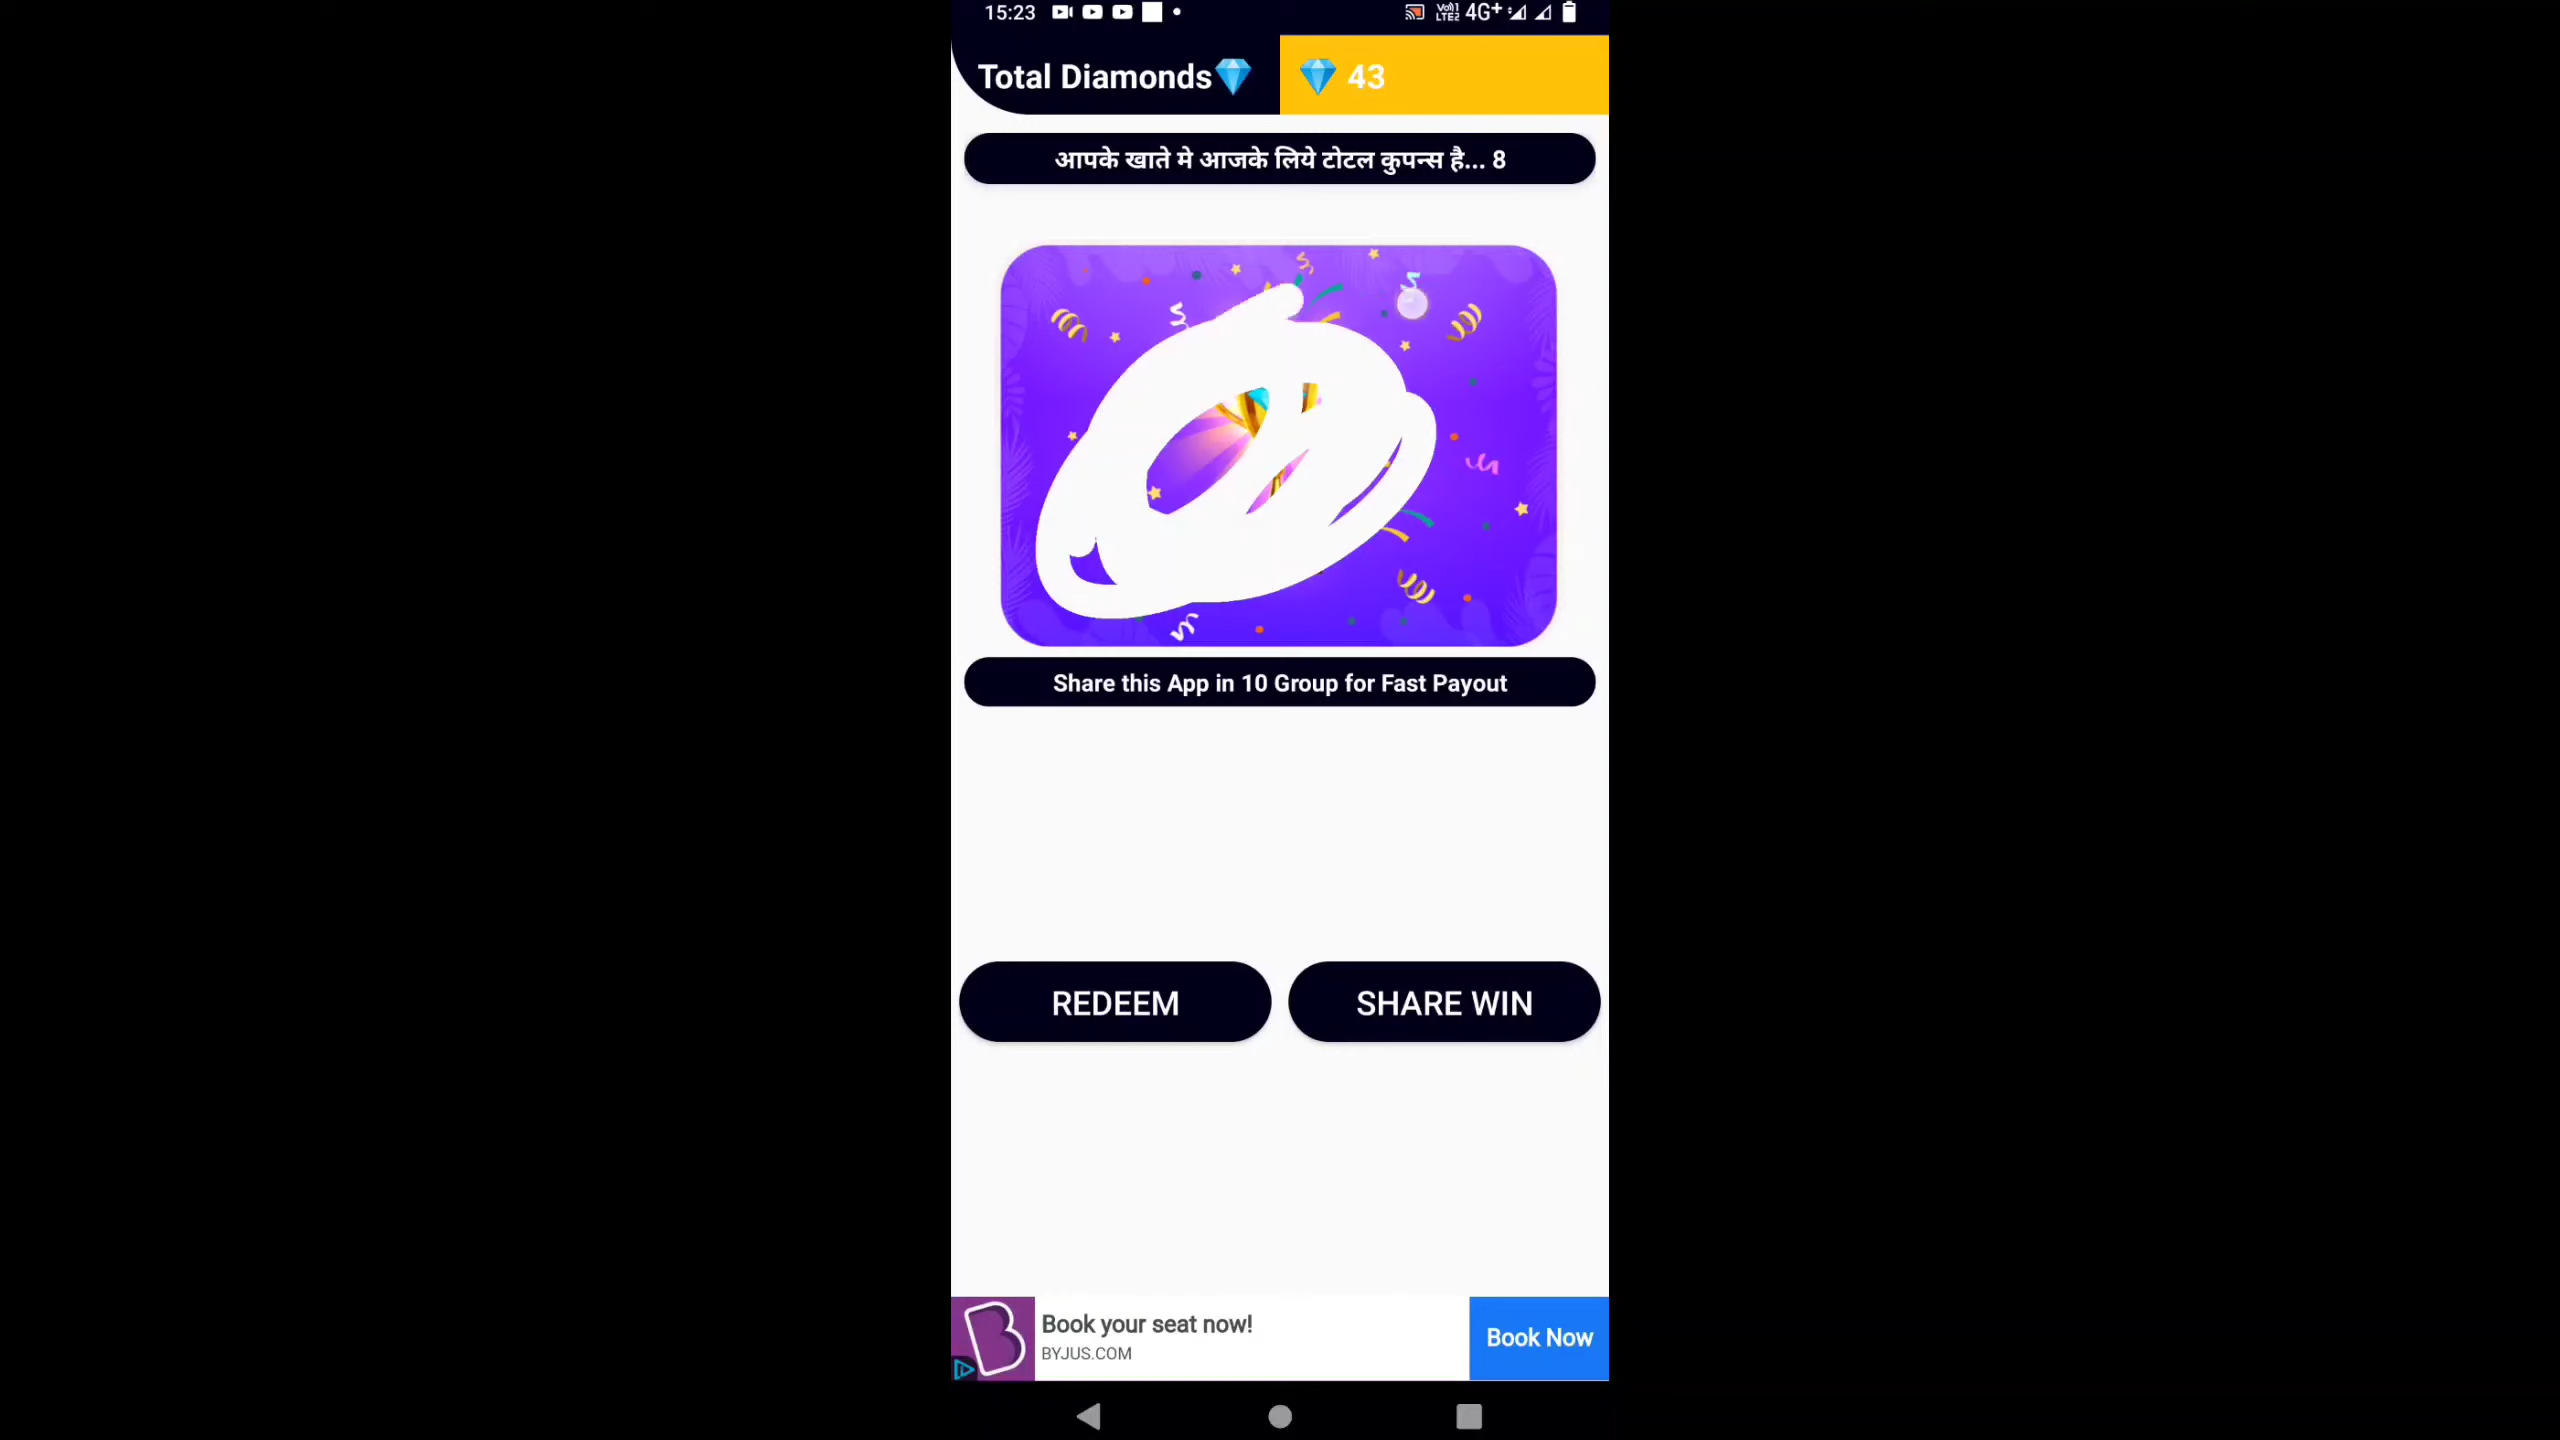 15:23 4G+
Total Diamonds💎 💎 43
आपके खाते मे आजके लिये टोटल कुपन्स है... 8
Share this App in 10 Group for Fast Payout
REDEEM SHARE WIN
Book your seat now!
BYJUS.COM
Book Now